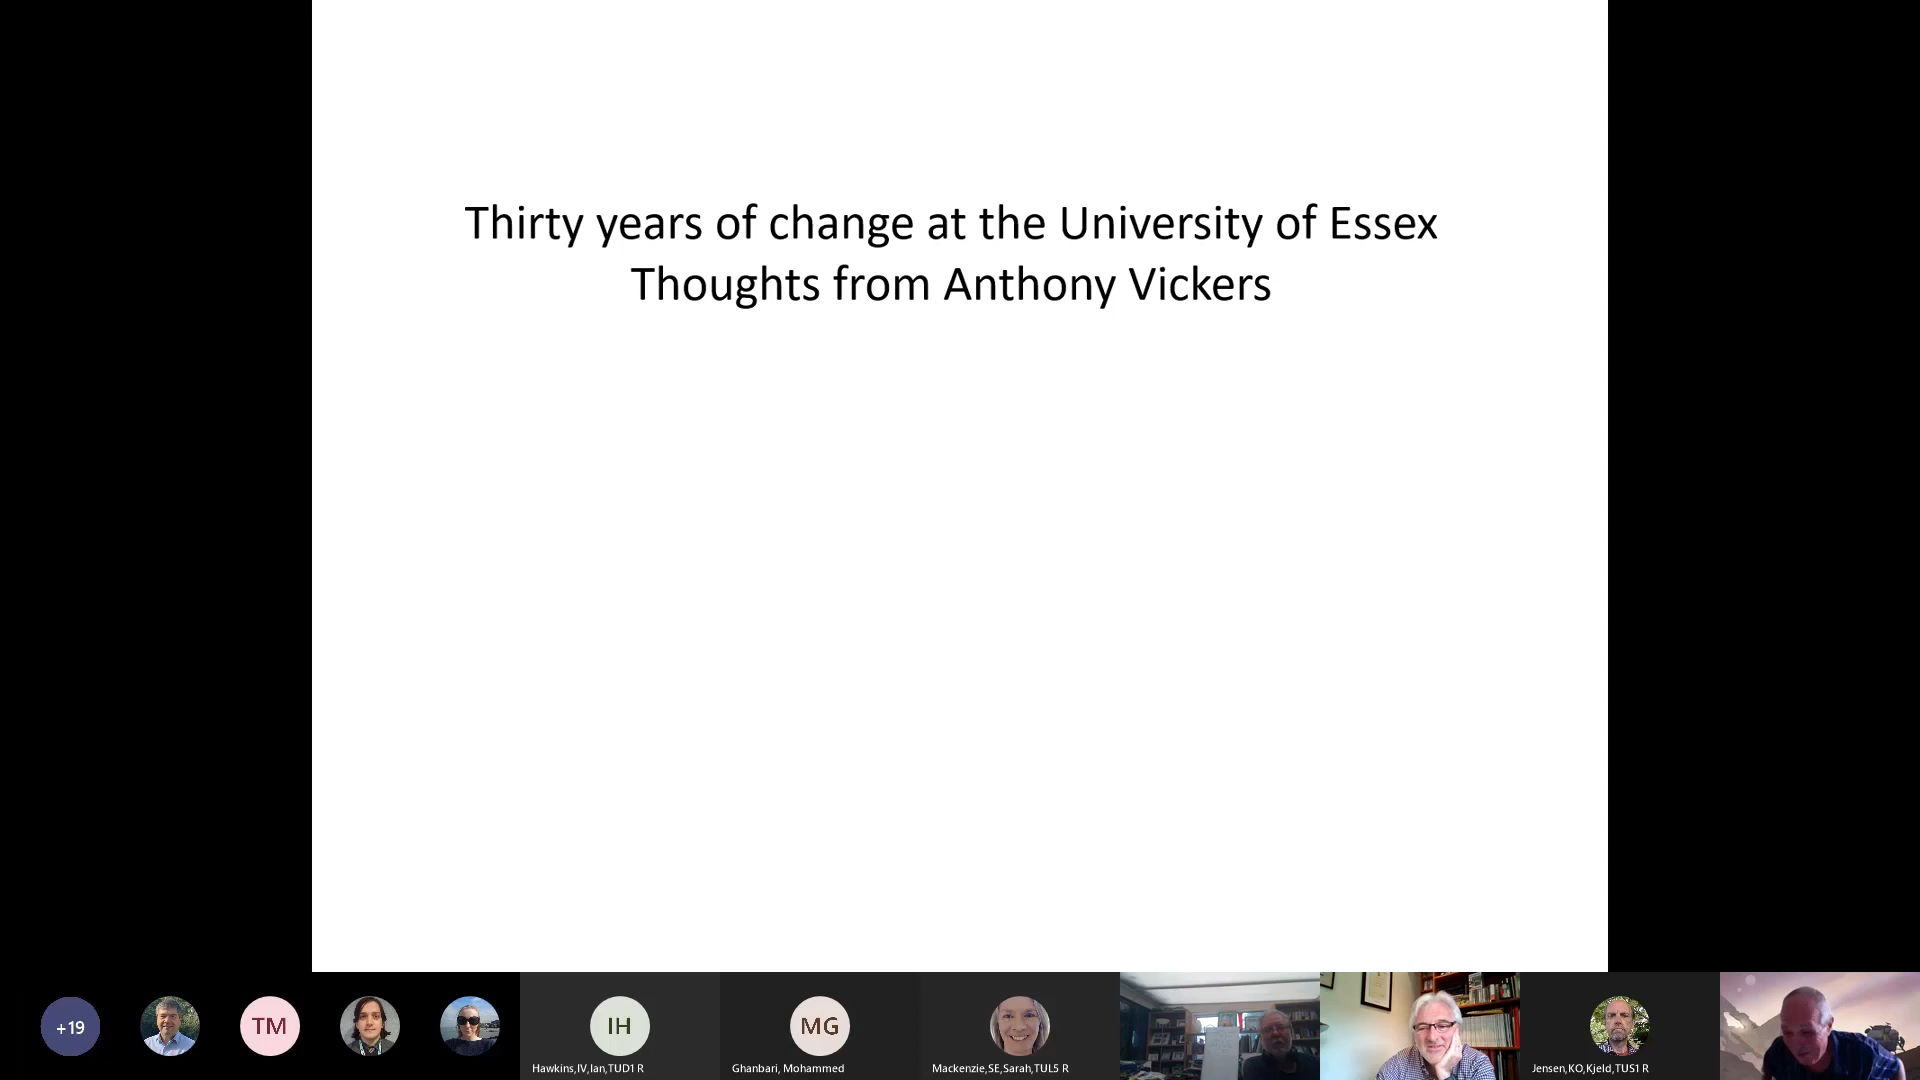 Thirty years of change at the University of Essex
Thoughts from Anthony Vickers
+19
TM
IH
MG
Hawkins,IV,Ian,TUD1 R
Ghanbari, Mohammed
Mackenzie,SE,Sarah,TUL5 R
Jensen,KO,Kjeld,TUS1 R